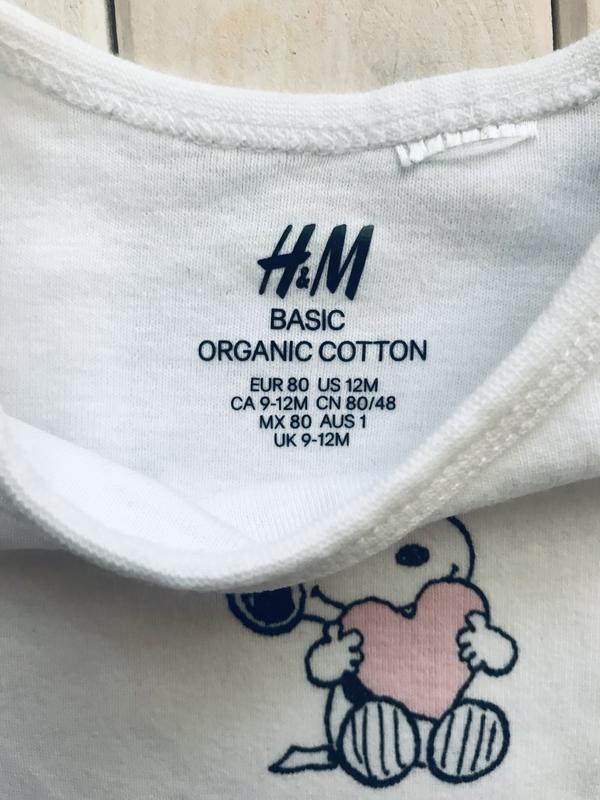 H&M
BASIC
ORGANIC COTTON
EUR 80 US 12M
CA 9-12M CN 80/48
MX 80 AUS 1
UK 9-12M